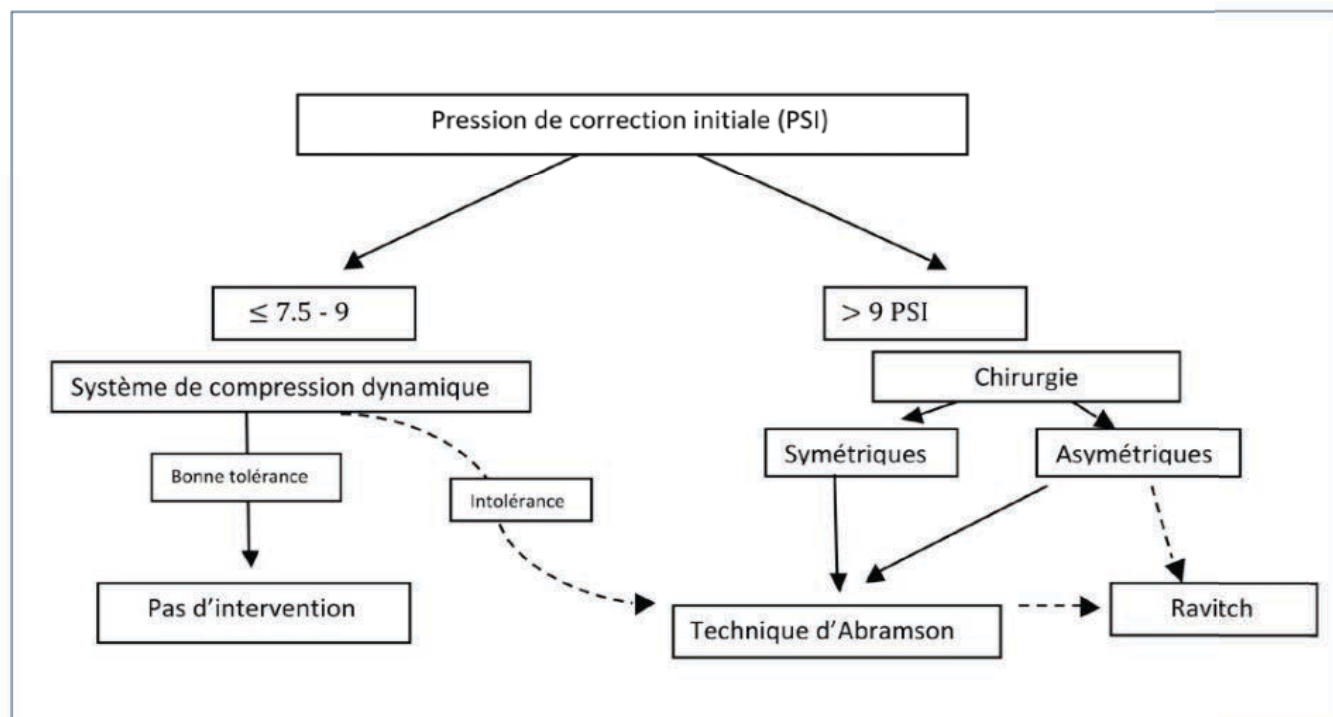 Pression de correction initiale (PSI)
≤ 7.5 - 9
> 9 PSI
Système de compression dynamique
Chirurgie
Symétriques
Asymétriques
Bonne tolérance
Intolérance
Pas d’intervention
Technique d’Abramson
Ravitch